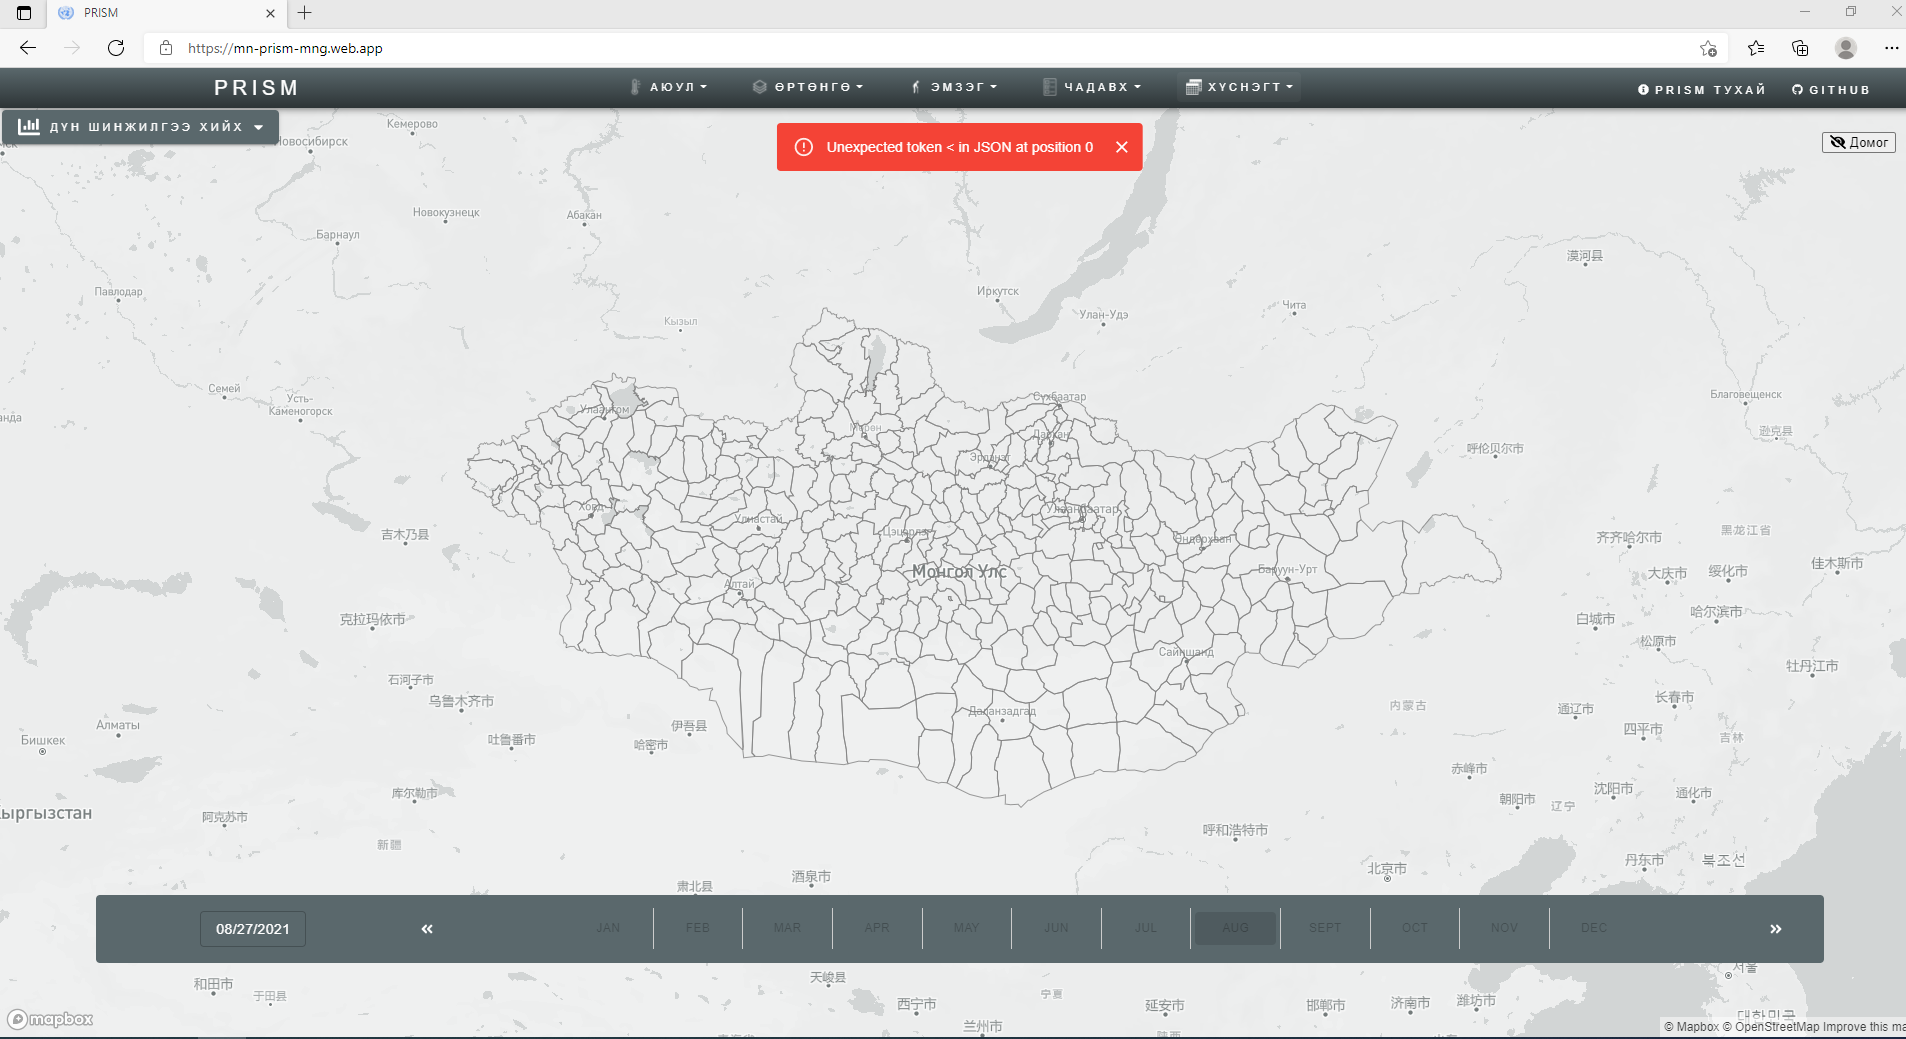 PRISM
https://mn-prism-mng.web.app
PRISM
АЮУЛ
ӨРТӨНГӨ
ЭМЗЭГ
ЧАДАВХ
ХҮСНЭГТ
PRISM ТУХАЙ
GITHUB
ДҮН ШИНЖИЛГЭЭ ХИЙХ
Unexpected token < in JSON at position 0
Домог
Кемерово
Новокузнецк
Абакан
Барнаул
漠河县
Павлодар
Иркутск
Чита
Улан-Удэ
Кызыл
Семей
Усть-
Каменогорск
Благовещенск
Сухбаатар
Улаангом
Мөрөн
Дархан
逊克县
呼伦贝尔市
Эрдэнэт
Ховд
Улиастай
Улаанбаатар
Цэцэрлэг
吉木乃县
Өндөрхаан
齐齐哈尔市
黑龙江省
佳木斯市
Монгол Улс
Баруун-Урт
大庆市
绥化市
Алтай
克拉玛依市
白城市
哈尔滨市
松原市
Сайншанд
牡丹江市
石河子市
乌鲁木齐市
长春市
内蒙古
通辽市
Даланзадгад
Алматы
伊吾县
四平市
吉林
Бишкек
吐鲁番市
哈密市
赤峰市
库尔勒市
朝阳市
辽宁
沈阳市
通化市
ыргызстан
阿克苏市
呼和浩特市
新疆
丹东市
북조선
北京市
酒泉市
肃北县
08/27/2021
«
JAN
FEB
MAR
APR
MAY
JUN
JUL
AUG
SEPT
OCT
NOV
DEC
»
서울
天峻县
和田市
于田县
宁夏
西宁市
延安市
邯郸市
济南市
潍坊市
兰州市
대한민국
mapbox
© Mapbox © OpenStreetMap Improve this ma